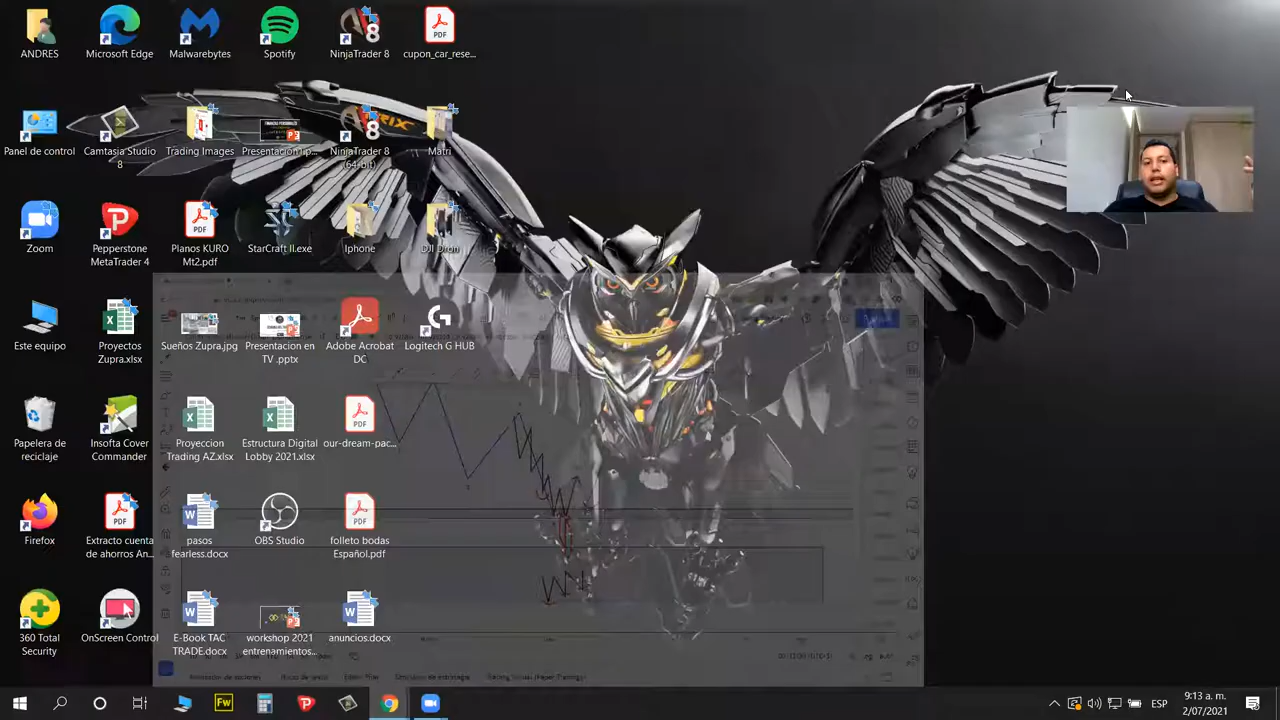 ANDRES
Microsoft Edge
Malwarebytes
Spotify
NinjaTrader 8
cupon_car_rese...
Panel de control
Camtasia Studio
8
Trading Images
Presentacion p...
NinjaTrader 8
(64-bit)
Matri
Zoom
Pepperstone
MetaTrader 4
Planos KURO
Mt2.pdf
StarCraft II.exe
Iphone
DJI Dron
Este equipo
Proyectos
Zupra.xlsx
Sueños Zupra.jpg
Presentacion en
TV .pptx
Adobe Acrobat
DC
Logitech G HUB
Papelera de
reciclaje
Insofta Cover
Commander
Proyeccion
Trading AZ.xlsx
Estructura Digital
Lobby 2021.xlsx
our-dream-pac...
Firefox
Extracto cuenta
de ahorros An...
pasos
fearless.docx
OBS Studio
folleto bodas
Español.pdf
360 Total
Security
OnScreen Control
E-Book TAC
TRADE.docx
workshop 2021
entrenamientos...
anuncios.docx
ESP
9:13 a. m.
2/07/2021